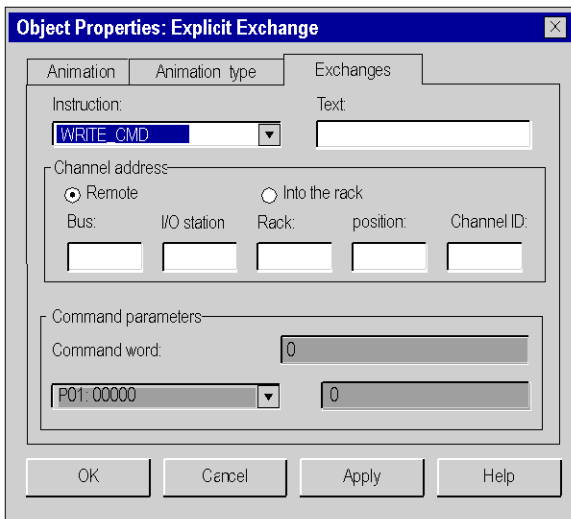 Object Properties: Explicit Exchange
Animation Animation type Exchanges
Instruction: Text:
WRITE_CMD
Channel address
Remote Into the rack
Bus: I/O station Rack: position: Channel ID:
Command parameters
Command word: 0
P01: 00000 0
OK Cancel Apply Help